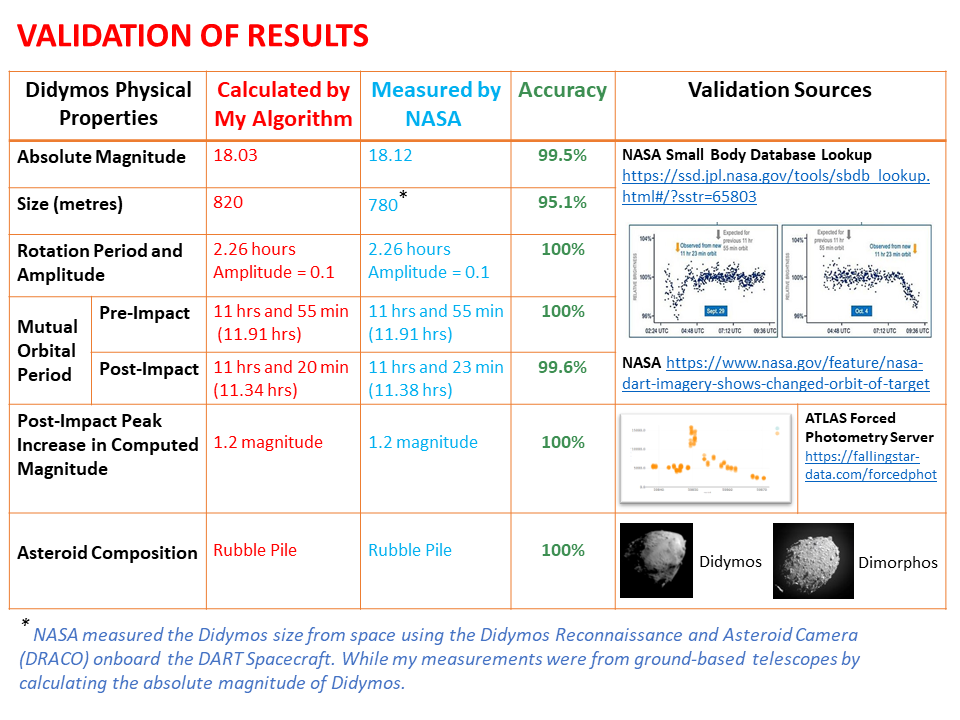 VALIDATION OF RESULTS
Didymos Physical
Properties
Calculated by
My Algorithm
Measured by
NASA
Accuracy
Validation Sources
Absolute Magnitude
18.03
18.12
99.5%
NASA Small Body Database Lookup
https://ssd.jpl.nasa.gov/tools/sbdb_lookup.
html#/?sstr=65803
Size (metres)
820
780*
95.1%
Rotation Period and
Amplitude
2.26 hours
Amplitude = 0.1
2.26 hours
Amplitude = 0.1
100%
RELATIVE BRIGHTNESS
104%
100%
96%
Observed from new
11 hr 23 min orbit
Expected for
previous 11 hr
55 min orbit
Sept. 29
02:24 UTC
04:48 UTC
07:12 UTC
09:36 UTC
RELATIVE BRIGHTNESS
104%
100%
96%
Expected for
previous 11 hr
55 min orbit
Observed from new
11 hr 23 min
orbit
Oct. 4
04:48 UTC
07:12 UTC
09:36 UTC
Mutual
Orbital
Period
Pre-Impact
11 hrs and 55 min
(11.91 hrs)
11 hrs and 55 min
(11.91 hrs)
100%
Post-Impact
11 hrs and 20 min
(11.34 hrs)
11 hrs and 23 min
(11.38 hrs)
99.6%
NASA https://www.nasa.gov/feature/nasa-
dart-imagery-shows-changed-orbit-of-target
Post-Impact Peak
Increase in Computed
Magnitude
1.2 magnitude
1.2 magnitude
100%
ATLAS Forced
Photometry Server
https://fallingstar-
data.com/forcedphot
Asteroid Composition
Rubble Pile
Rubble Pile
100%
Didymos
Dimorphos
* NASA measured the Didymos size from space using the Didymos Reconnaissance and Asteroid Camera
(DRACO) onboard the DART Spacecraft. While my measurements were from ground-based telescopes by
calculating the absolute magnitude of Didymos.